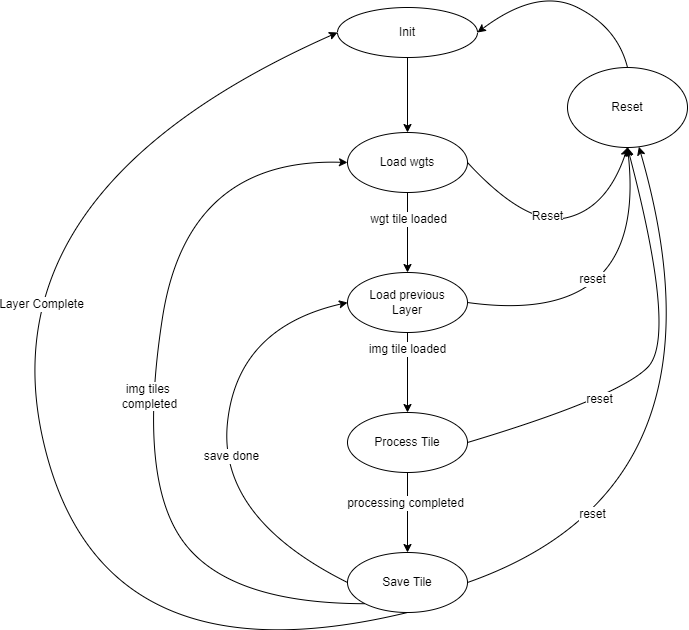 Init
Reset
Load wgts
Reset
wgt tile loaded
Load previous
Layer
reset
Layer Complete
img tile loaded
img tiles
completed
reset
Process Tile
save done
processing completed
reset
Save Tile